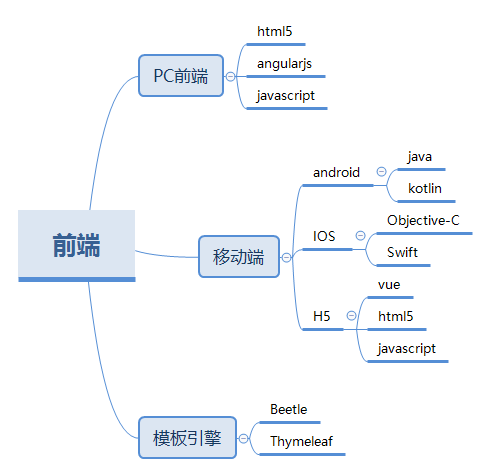 前端
PC前端
html5
angularjs
javascript
移动端
android
java
kotlin
IOS
Objective-C
Swift
H5
vue
html5
javascript
模板引擎
Beetle
Thymeleaf